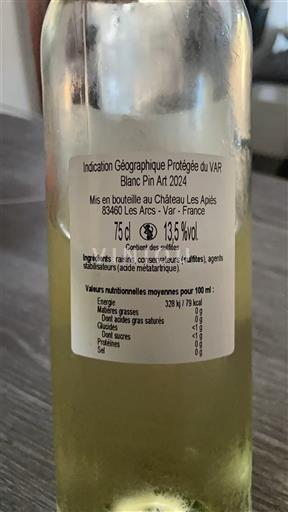 Indication Géographique Protégée du VAR
Blanc Pin Art 2024
Mis en bouteille au Château Les Apiès
83460 Les Arcs - Var - France
75 cl 13,5 %vol.
Contient des sulfites
Ingrédients : raisins, conservateurs (sulfites), agents
stabilisateurs (acide métatartrique).
Valeurs nutritionnelles moyennes pour 100 ml :
Energie 328 kj / 79 kcal
Matières grasses 0 g
Dont acides gras saturés 0 g
Glucides <1 g
Dont sucres <1 g
Protéines 0 g
Sel 0 g